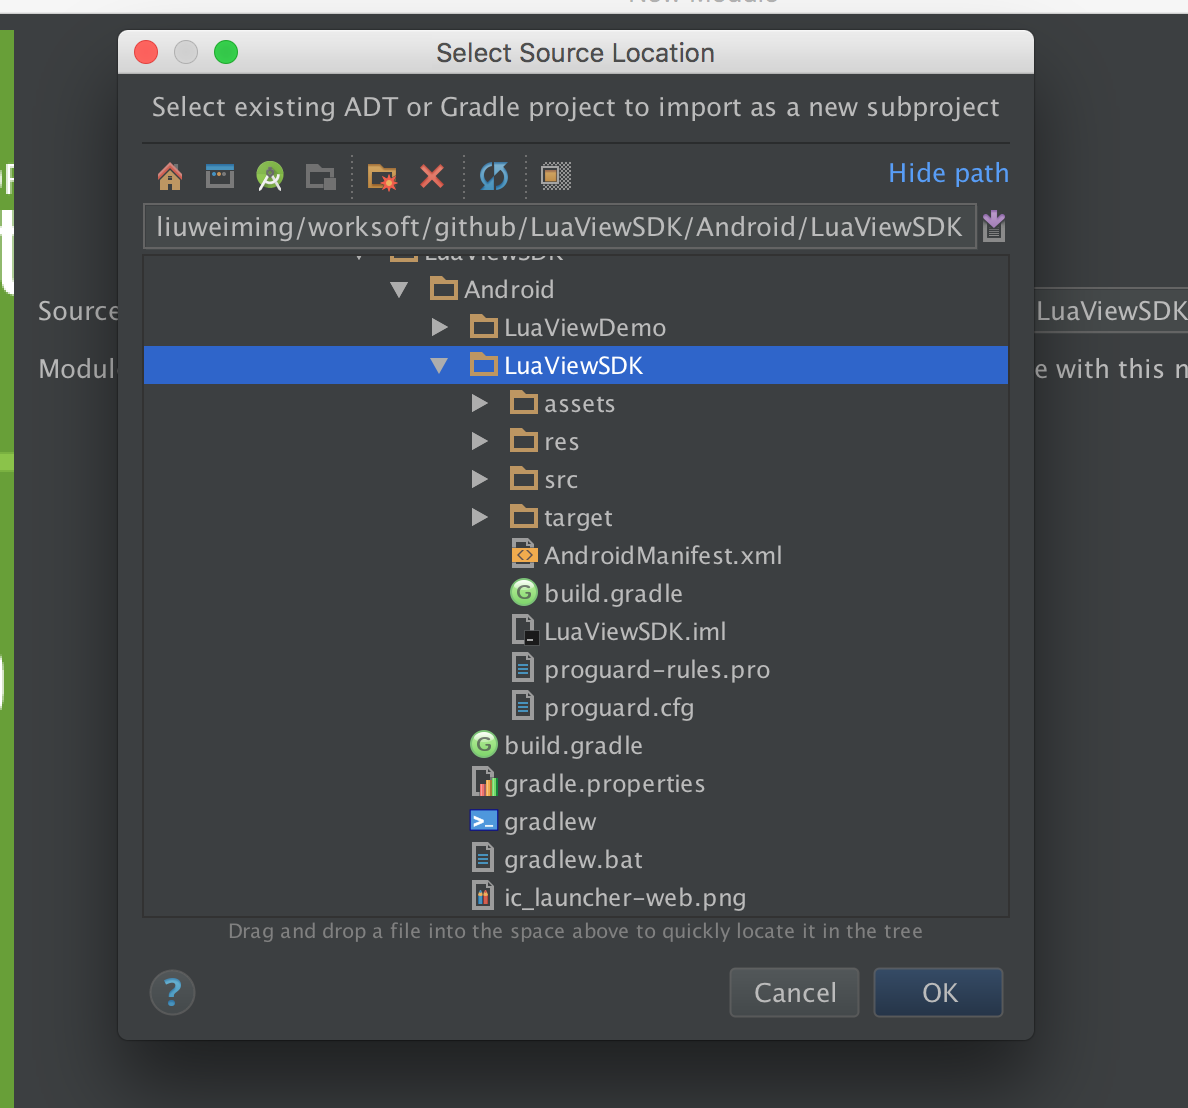 Select Source Location
Select existing ADT or Gradle project to import as a new subproject
Hide path
liuweiming/worksoft/github/LuaViewSDK/Android/LuaViewSDK
LuaViewSDK
Android
LuaViewDemo
LuaViewSDK
assets
res
src
target
AndroidManifest.xml
build.gradle
LuaViewSDK.iml
proguard-rules.pro
proguard.cfg
build.gradle
gradle.properties
gradlew
gradlew.bat
ic_launcher-web.png
Drag and drop a file into the space above to quickly locate it in the tree
? Cancel OK
Source
LuaViewSDK
Modul
e with this n